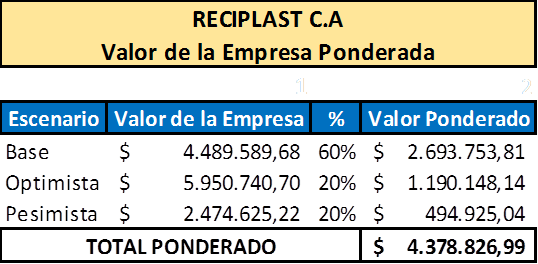 RECIPLAST C.A
Valor de la Empresa Ponderada
1 2
Escenario Valor de la Empresa % Valor Ponderado
Base $ 4.489.589,68 60% $ 2.693.753,81
Optimista $ 5.950.740,70 20% $ 1.190.148,14
Pesimista $ 2.474.625,22 20% $ 494.925,04
TOTAL PONDERADO $ 4.378.826,99